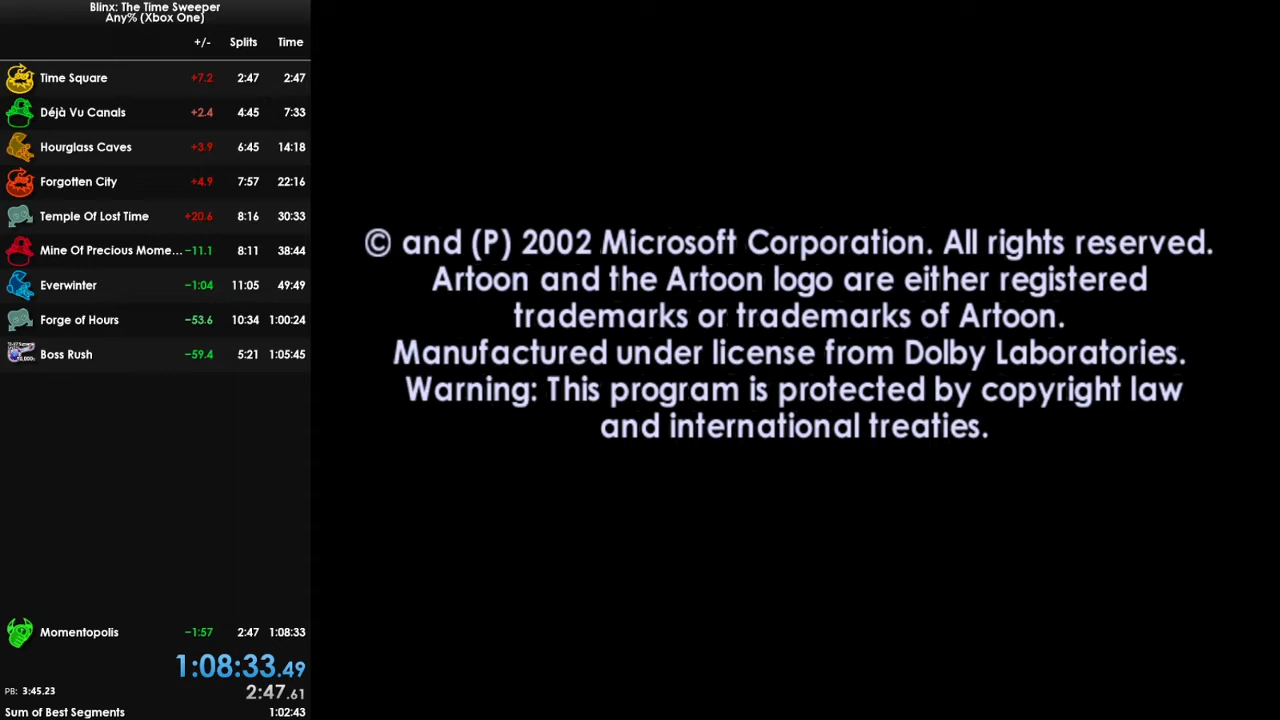 Blinx: The Time Sweeper
Any% (Xbox One)
+/- Splits Time
Time Square +7.2 2:47 2:47
Déjà Vu Canals +2.4 4:45 7:33
Hourglass Caves +3.9 6:45 14:18
Forgotten City +4.9 7:57 22:16
Temple Of Lost Time +20.6 8:16 30:33
Mine Of Precious Mome... −11.1 8:11 38:44
Everwinter −1:04 11:05 49:49
Forge of Hours −53.6 10:34 1:00:24
Boss Rush −59.4 5:21 1:05:45
Momentopolis −1:57 2:47 1:08:33
1:08:33.49
PB: 3:45.23 2:47.61
Sum of Best Segments 1:02:43
© and (P) 2002 Microsoft Corporation. All rights reserved.
Artoon and the Artoon logo are either registered
trademarks or trademarks of Artoon.
Manufactured under license from Dolby Laboratories.
Warning: This program is protected by copyright law
and international treaties.